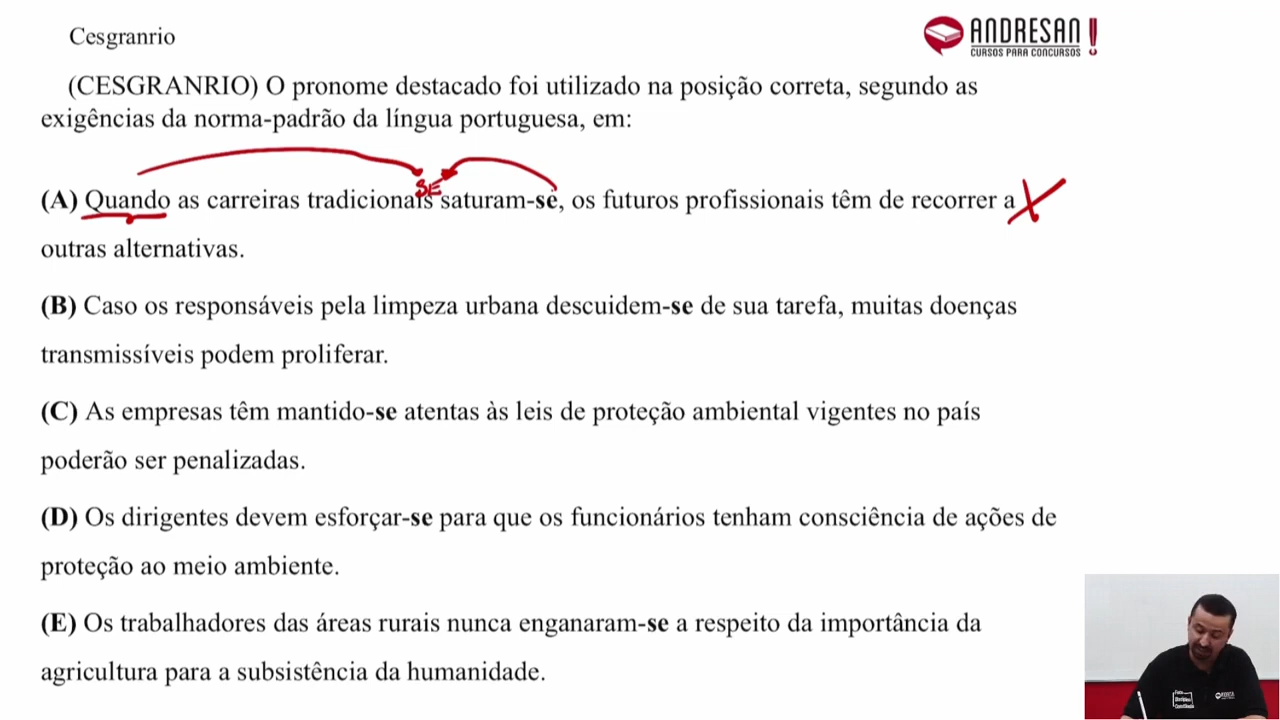 Cesgranrio
ANDRESAN!
CURSOS PARA CONCURSOS
(CESGRANRIO) O pronome destacado foi utilizado na posição correta, segundo as
exigências da norma-padrão da língua portuguesa, em:
SE
(A) Quando as carreiras tradicionais saturam-se, os futuros profissionais têm de recorrer a
outras alternativas.
(B) Caso os responsáveis pela limpeza urbana descuidem-se de sua tarefa, muitas doenças
transmissíveis podem proliferar.
(C) As empresas têm mantido-se atentas às leis de proteção ambiental vigentes no país
poderão ser penalizadas.
(D) Os dirigentes devem esforçar-se para que os funcionários tenham consciência de ações de
proteção ao meio ambiente.
(E) Os trabalhadores das áreas rurais nunca enganaram-se a respeito da importância da
agricultura para a subsistência da humanidade.